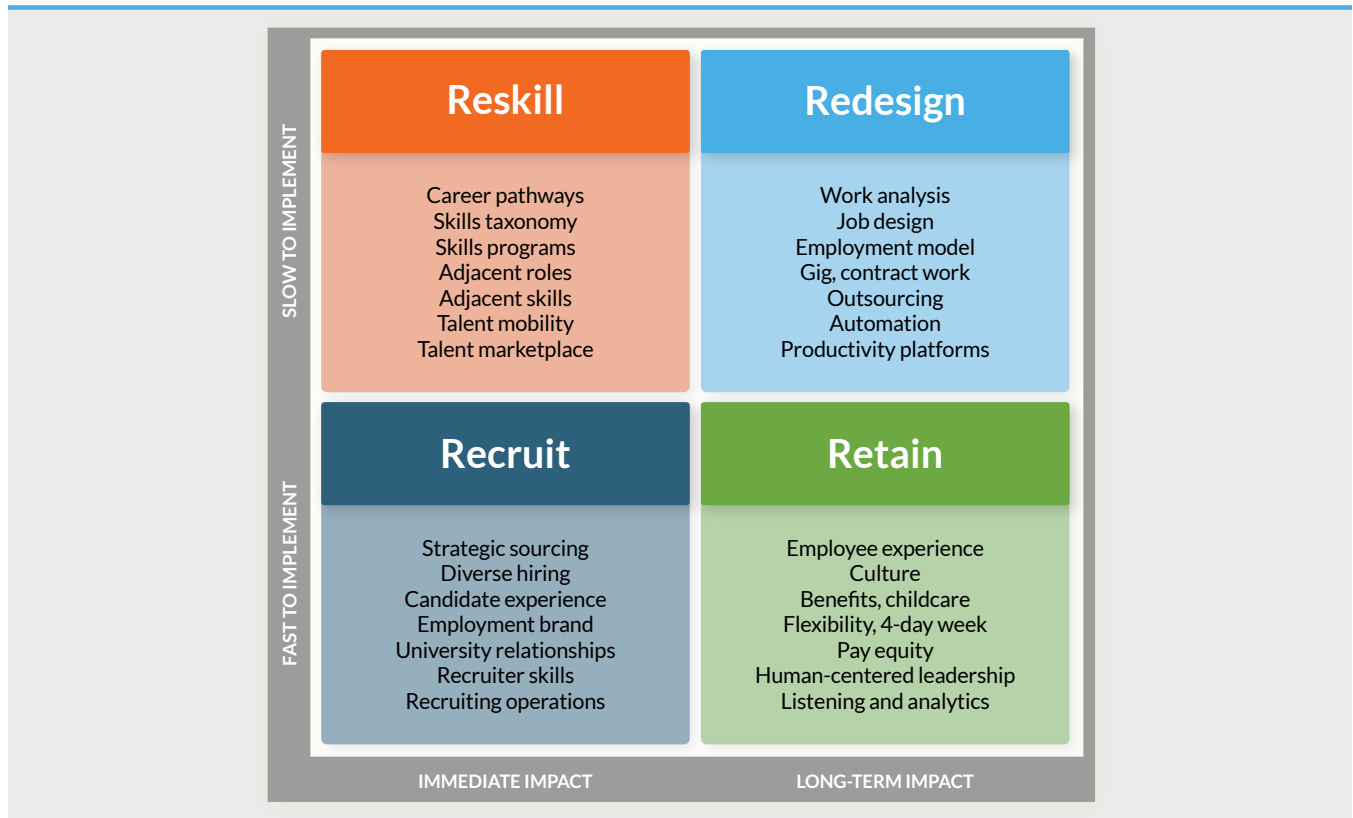 SLOW TO IMPLEMENT
Reskill
Career pathways
Skills taxonomy
Skills programs
Adjacent roles
Adjacent skills
Talent mobility
Talent marketplace
Redesign
Work analysis
Job design
Employment model
Gig, contract work
Outsourcing
Automation
Productivity platforms
FAST TO IMPLEMENT
Recruit
Strategic sourcing
Diverse hiring
Candidate experience
Employment brand
University relationships
Recruiter skills
Recruiting operations
Retain
Employee experience
Culture
Benefits, childcare
Flexibility, 4-day week
Pay equity
Human-centered leadership
Listening and analytics
IMMEDIATE IMPACT
LONG-TERM IMPACT